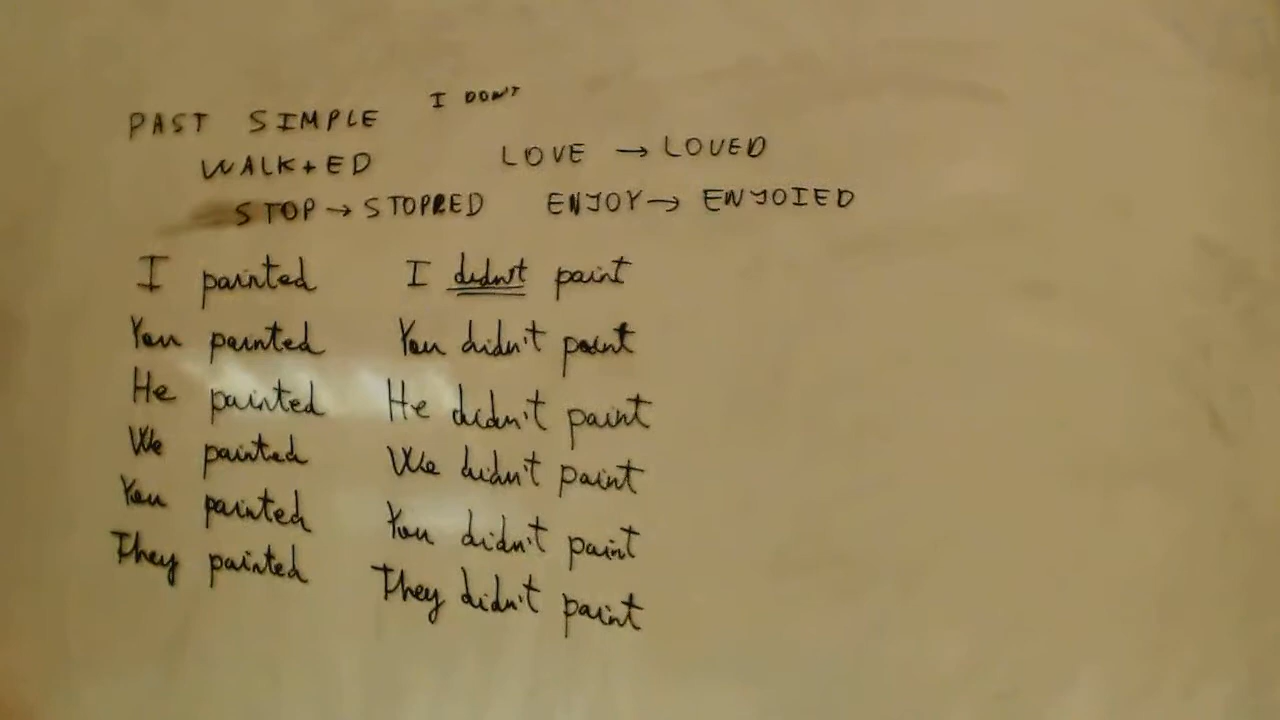 I DON'T
PAST SIMPLE
WALK+ED LOVE → LOVED
STOP → STOPPED ENJOY → ENJOIED
I painted I didn't paint
You painted You didn't paint
He painted He didn't paint
We painted We didn't paint
You painted You didn't paint
They painted They didn't paint